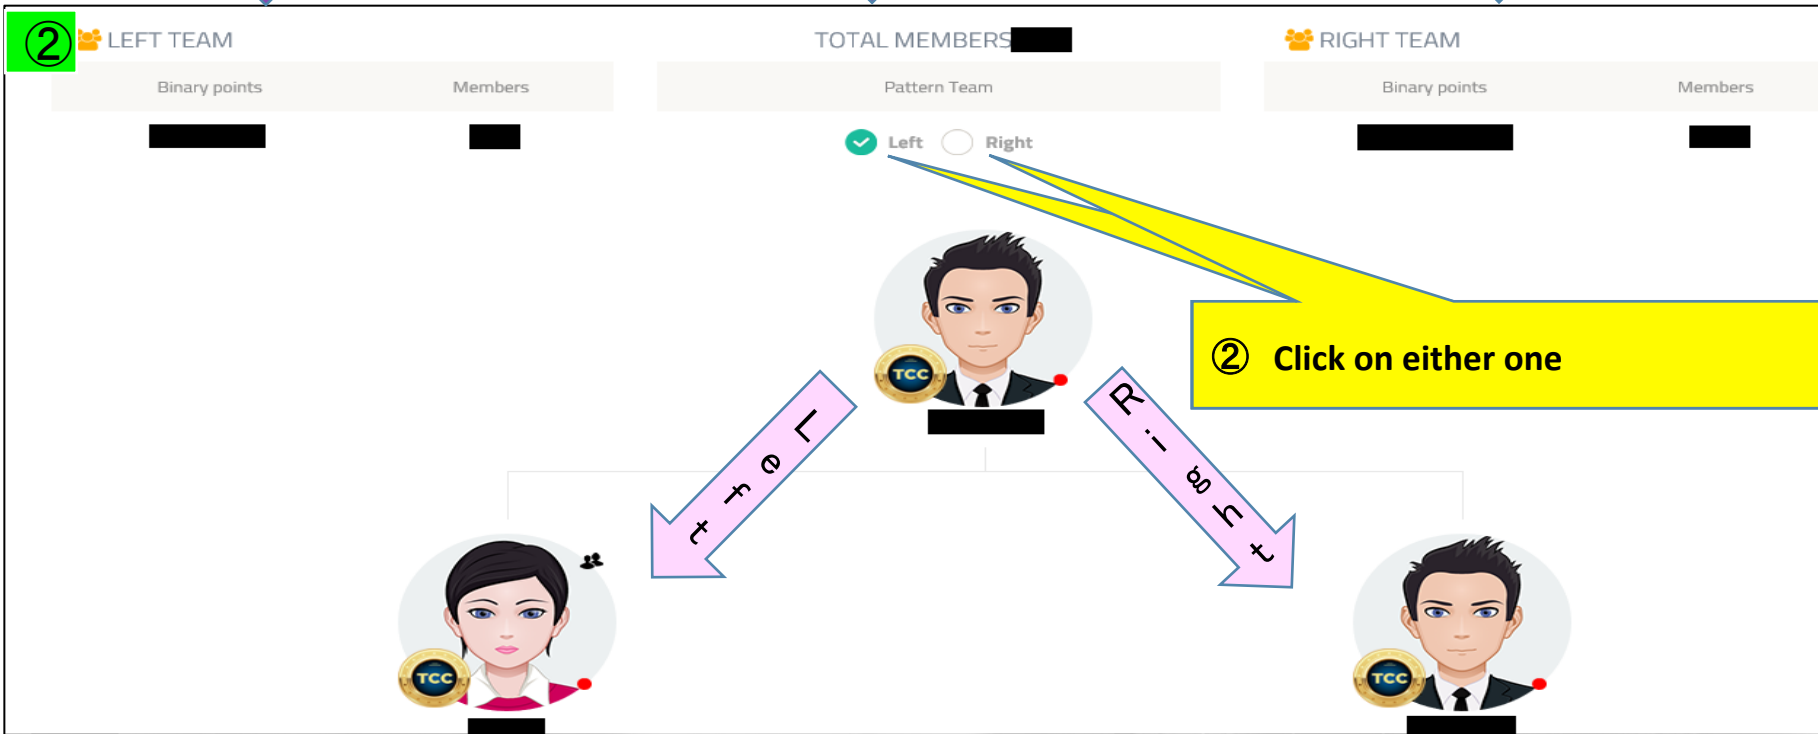 ②
LEFT TEAM
TOTAL MEMBERS
RIGHT TEAM
Binary points
Members
Pattern Team
Binary points
Members
Left
Right
② Click on either one
TCC
Left
Right
TCC
TCC